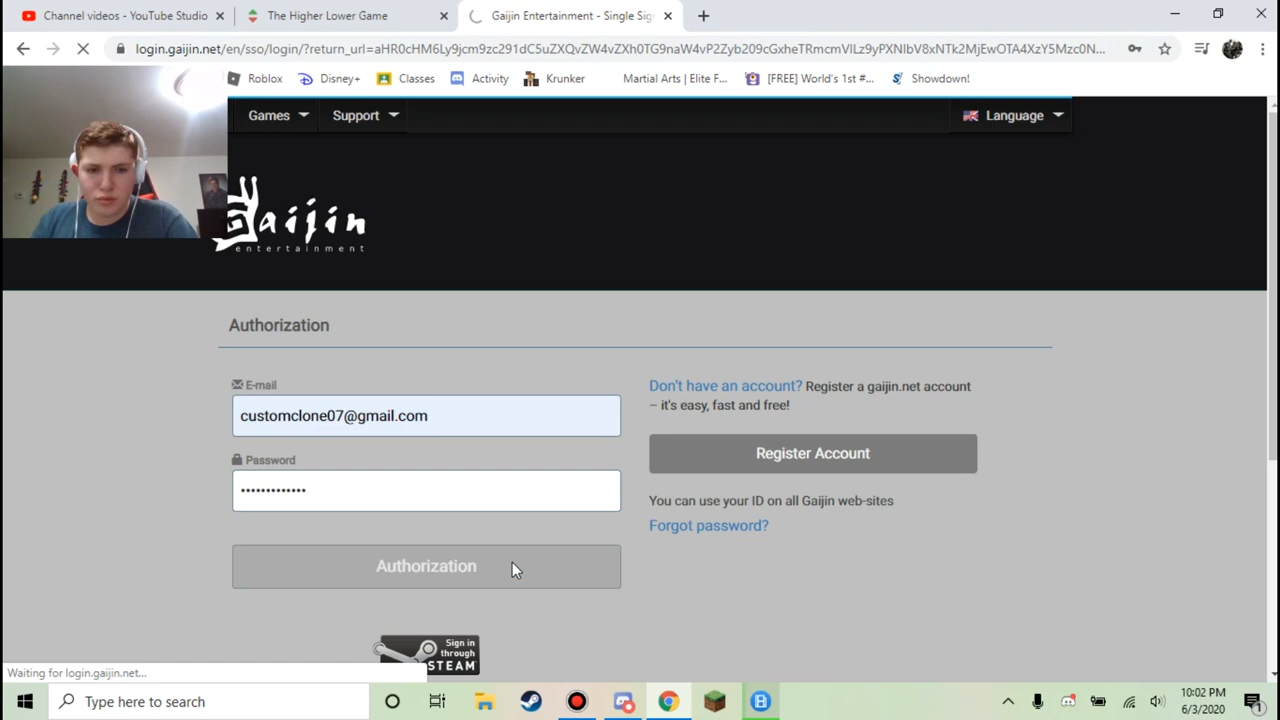 Channel videos - YouTube Studio
The Higher Lower Game
Gaijin Entertainment - Single Sig
login.gaijin.net/en/sso/login/?return_url=aHR0cHM6Ly9jcm9zc291dC5uZXQvZW4vZXh0TG9naW4vP2Zyb209cGxheTRmcmVlLz9yPXNlbV8xNTk2MjEwOTA4XzY5Mzc0N...
Roblox
Disney+
Classes
Activity
Krunker
Martial Arts | Elite F...
[FREE] World's 1st #...
Showdown!
Games
Support
Language
Gaijin
entertainment
Authorization
E-mail
customclone07@gmail.com
Password
•••••••••••••
Authorization
Don't have an account? Register a gaijin.net account
– it's easy, fast and free!
Register Account
You can use your ID on all Gaijin web-sites
Forgot password?
Sign in
through
STEAM
Waiting for login.gaijin.net...
Type here to search
10:02 PM
6/3/2020
1